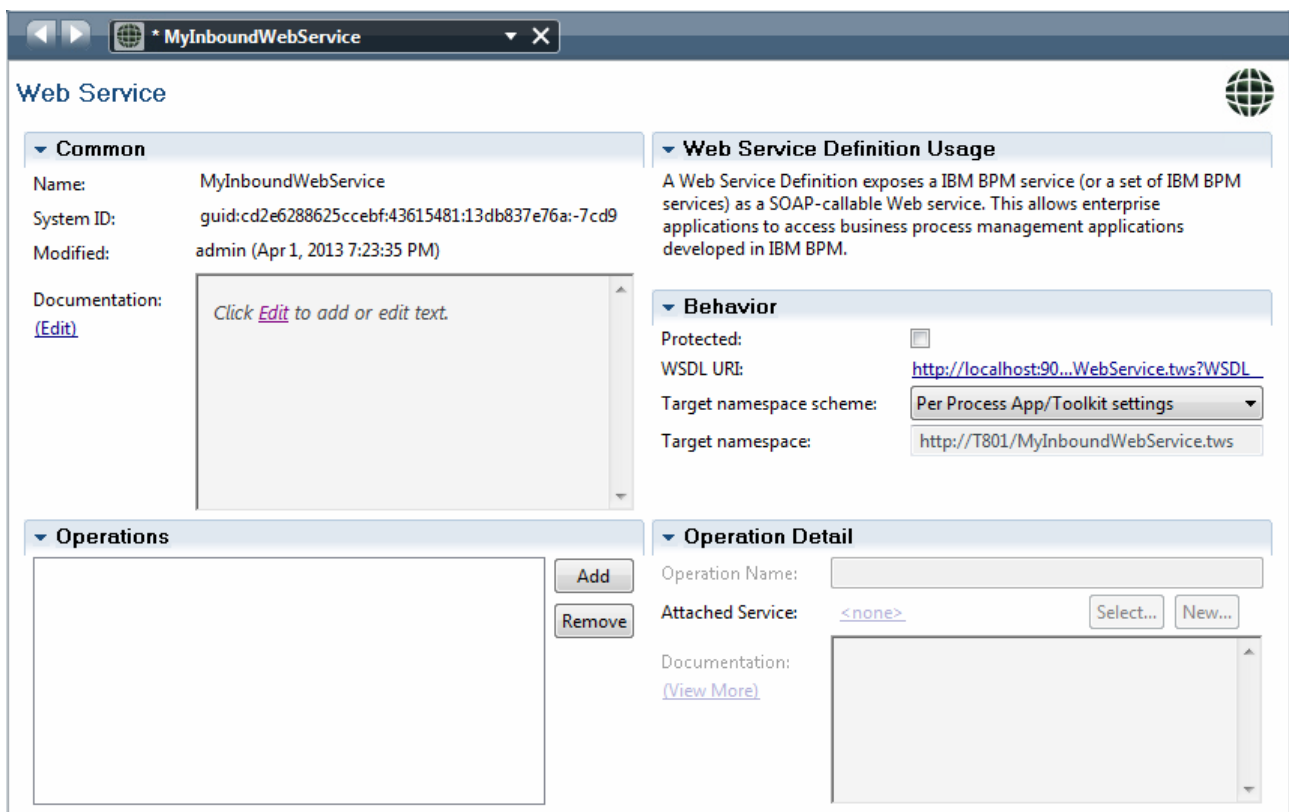 * MyInboundWebService
Web Service
Common
Name: MyInboundWebService
System ID: guid:cd2e6288625ccebf:43615481:13db837e76a:-7cd9
Modified: admin (Apr 1, 2013 7:23:35 PM)
Documentation:
(Edit)
Click Edit to add or edit text.
Web Service Definition Usage
A Web Service Definition exposes a IBM BPM service (or a set of IBM BPM
services) as a SOAP-callable Web service. This allows enterprise
applications to access business process management applications
developed in IBM BPM.
Behavior
Protected:
WSDL URI: http://localhost:90...WebService.tws?WSDL
Target namespace scheme: Per Process App/Toolkit settings
Target namespace: http://T801/MyInboundWebService.tws
Operations
Add
Remove
Operation Detail
Operation Name:
Attached Service: <none> Select... New...
Documentation:
(View More)